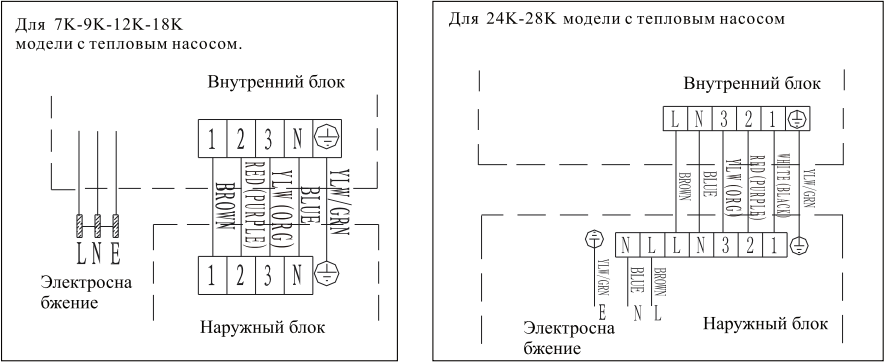 Для 7K-9K-12K-18K
модели с тепловым насосом.
Внутренний блок
1 2 3 N
BROWN
RED(PURPLE)
YLW(ORG)
BLUE
YLW/GRN
L N E
Электросна
бжение
1 2 3 N
Наружный блок
Для 24K-28K модели с тепловым насосом
Внутренний блок
L N 3 2 1
BROWN
BLUE
YLW(ORG)
RED(PURPLE)
WHITE(BLACK)
YLW/GRN
N L L N 3 2 1
YLW/GRN
BLUE
BROWN
E N L
Электросна
бжение
Наружный блок